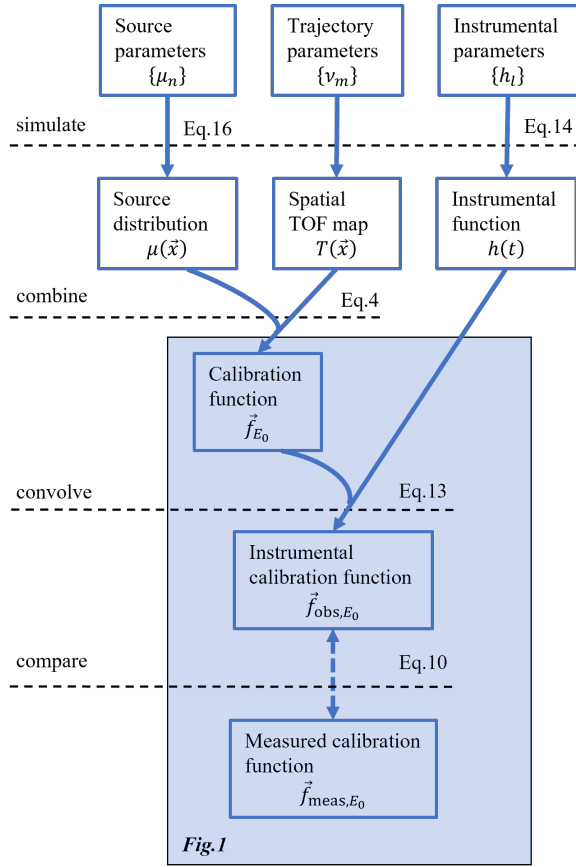 Source
parameters
{μₙ}
Trajectory
parameters
{νₘ}
Instrumental
parameters
{hₗ}
simulate
Eq.16
Eq.14
Source
distribution
μ(x⃗)
Spatial
TOF map
T(x⃗)
Instrumental
function
h(t)
combine
Eq.4
Calibration
function
f⃗_{E₀}
convolve
Eq.13
Instrumental
calibration function
f⃗_{obs,E₀}
compare
Eq.10
Measured calibration
function
f⃗_{meas,E₀}
Fig.1